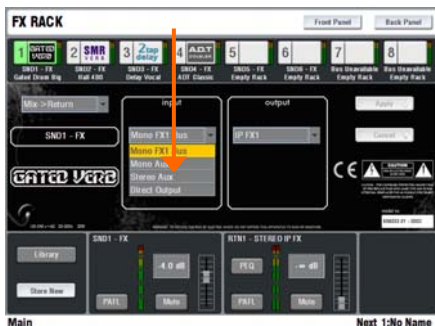 FX RACK
Front Panel
Back Panel
1 GATED VERB
2 SMR VERB
3 2tap delay
4 ADT
5
6
7
8
SND1 - FX
Gated Drum Big
SND2 - FX
Hall 480
SND3 - FX
Delay Vocal
SND4 - FX
ADT Classic
SND5 - FX
Empty Rack
SND6 - FX
Empty Rack
Bus Unavailable
Empty Rack
Bus Unavailable
Empty Rack
Mix->Return
input
output
Apply
SND1 - FX
Mono FX1 Bus
IP FX1
Cancel
Mono FX1 Bus
Mono Aux
Stereo Aux
Direct Output
GATED VERB
CE
CAUTION
SND1 - FX
RTN1 - STEREO IP FX
Library
-4.0 dB
PEQ
-∞ dB
Store New
PAFL
Mute
PAFL
Mute
Main
Next 1:No Name